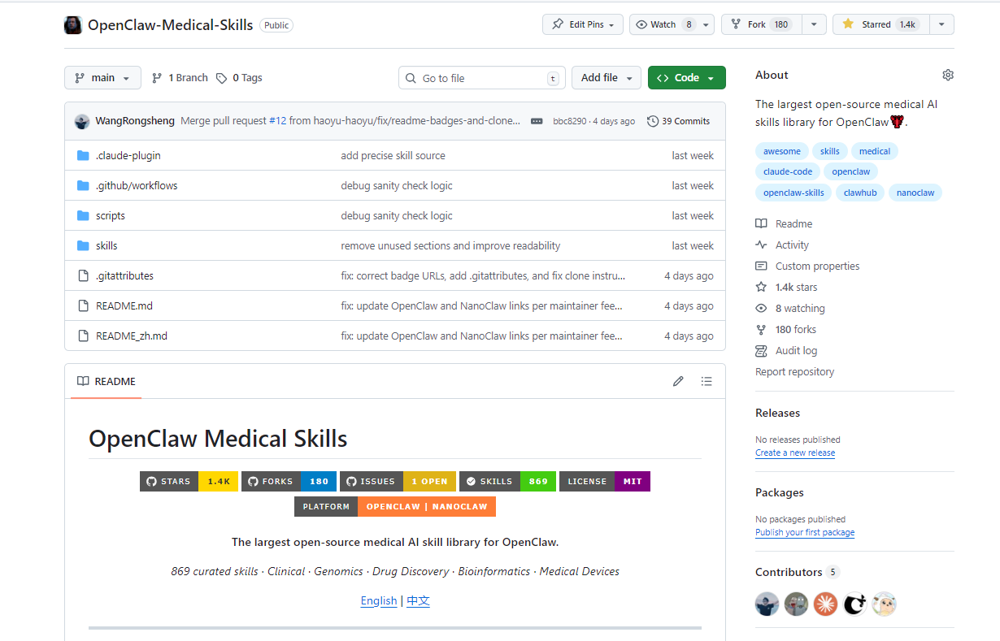 OpenClaw-Medical-Skills Public Edit Pins Watch 8 Fork 180 Starred 1.4k
main 1 Branch 0 Tags Go to file t Add file Code
WangRongsheng Merge pull request #12 from haoyu-haoyu/fix/readme-badges-and-clone... bbc8290 · 4 days ago 39 Commits
.claude-plugin add precise skill source last week
.github/workflows debug sanity check logic last week
scripts debug sanity check logic last week
skills remove unused sections and improve readability last week
.gitattributes fix: correct badge URLs, add .gitattributes, and fix clone instru... 4 days ago
README.md fix: update OpenClaw and NanoClaw links per maintainer fee... 4 days ago
README_zh.md fix: update OpenClaw and NanoClaw links per maintainer fee... 4 days ago
README
OpenClaw Medical Skills
STARS 1.4K FORKS 180 ISSUES 1 OPEN SKILLS 869 LICENSE MIT
PLATFORM OPENCLAW | NANOCLAW
The largest open-source medical AI skill library for OpenClaw.
869 curated skills · Clinical · Genomics · Drug Discovery · Bioinformatics · Medical Devices
English | 中文
About
The largest open-source medical AI
skills library for OpenClaw🦞.
awesome skills medical
claude-code openclaw
openclaw-skills clawhub nanoclaw
Readme
Activity
Custom properties
1.4k stars
8 watching
180 forks
Audit log
Report repository
Releases
No releases published
Create a new release
Packages
No packages published
Publish your first package
Contributors 5